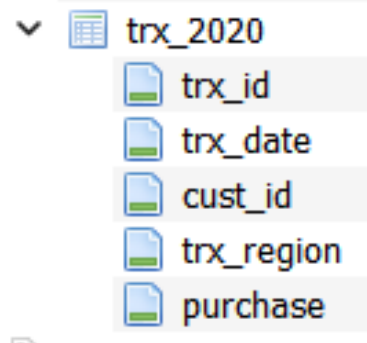 trx_2020
trx_id
trx_date
cust_id
trx_region
purchase